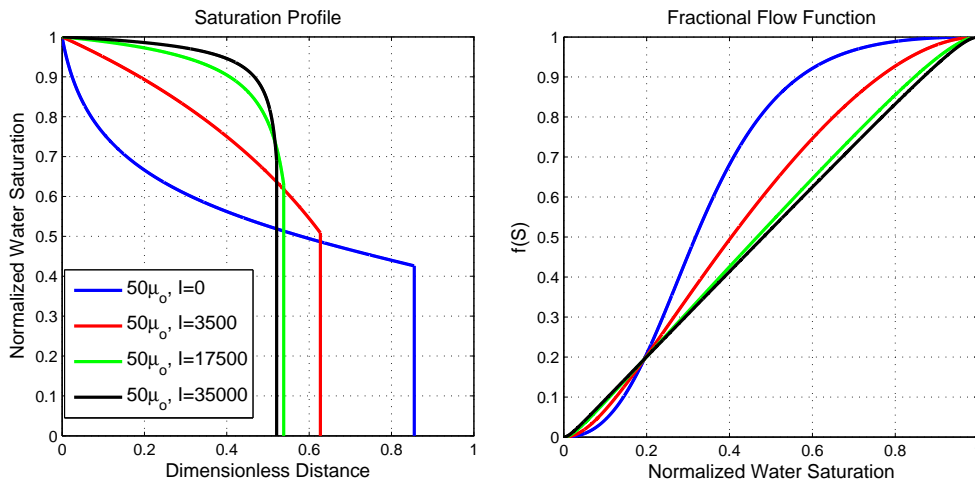 Saturation Profile
Normalized Water Saturation
1
0.9
0.8
0.7
0.6
0.5
0.4
0.3
0.2
0.1
0
0 0.2 0.4 0.6 0.8 1
Dimensionless Distance
50μo, I=0
50μo, I=3500
50μo, I=17500
50μo, I=35000
Fractional Flow Function
f(S)
1
0.9
0.8
0.7
0.6
0.5
0.4
0.3
0.2
0.1
0
0 0.2 0.4 0.6 0.8
Normalized Water Saturation